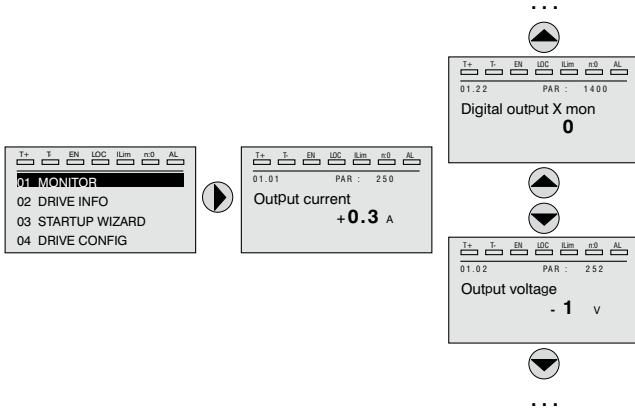 . . .
T+ T- EN LOC ILim n:0 AL
01.22 PAR : 1400
Digital output X mon
0
T+ T- EN LOC ILim n:0 AL
01 MONITOR
02 DRIVE INFO
03 STARTUP WIZARD
04 DRIVE CONFIG
T+ T- EN LOC ILim n:0 AL
01.01 PAR : 250
Output current
+0.3 A
T+ T- EN LOC ILim n:0 AL
01.02 PAR : 252
Output voltage
- 1 V
. . .